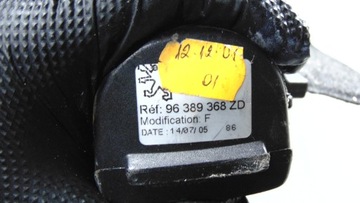 12.12.01
01
Réf: 96 389 368 ZD
Modification: F
DATE : 14/07/05 86